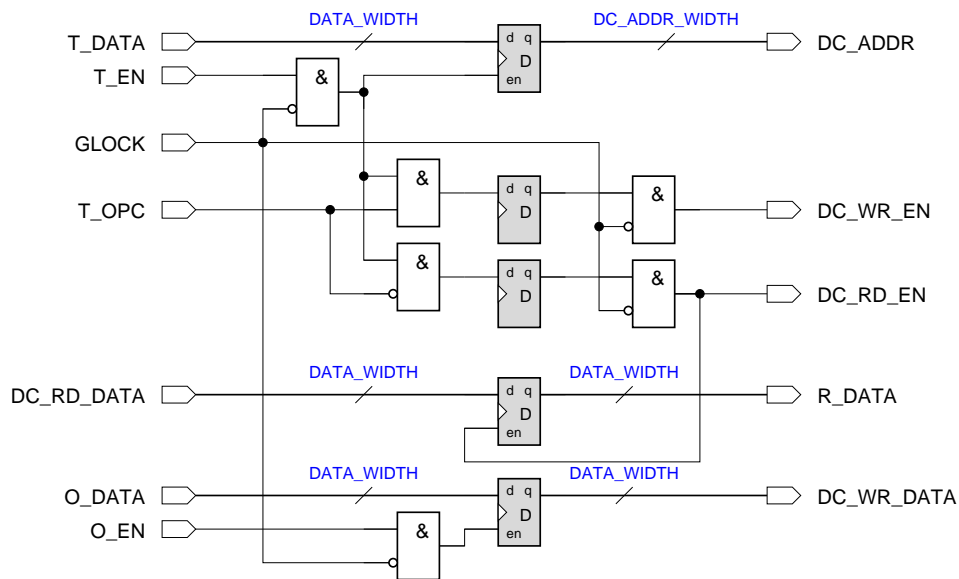 DATA_WIDTH DC_ADDR_WIDTH
T_DATA d q D en DC_ADDR
T_EN &
GLOCK
& d q D &
T_OPC DC_WR_EN
& d q D &
DC_RD_EN
DATA_WIDTH DATA_WIDTH
DC_RD_DATA d q D en R_DATA
DATA_WIDTH DATA_WIDTH
O_DATA d q D en DC_WR_DATA
O_EN &